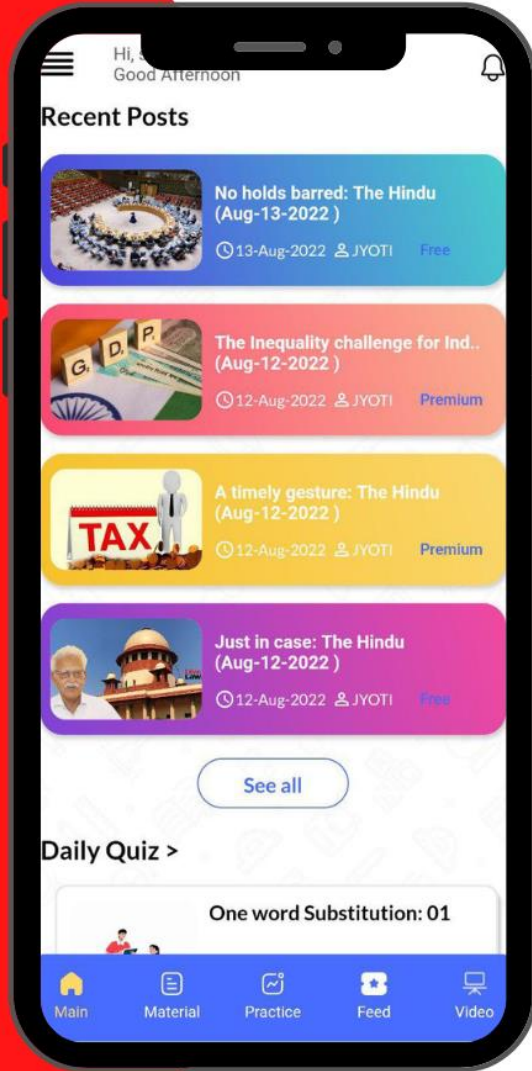 Hi,
Good Afternoon
Recent Posts
No holds barred: The Hindu
(Aug-13-2022 )
13-Aug-2022 JYOTI Free
G D P
The Inequality challenge for Ind..
(Aug-12-2022 )
12-Aug-2022 JYOTI Premium
TAX
A timely gesture: The Hindu
(Aug-12-2022 )
12-Aug-2022 JYOTI Premium
Just in case: The Hindu
(Aug-12-2022 )
12-Aug-2022 JYOTI Free
See all
Daily Quiz >
One word Substitution: 01
Main Material Practice Feed Video